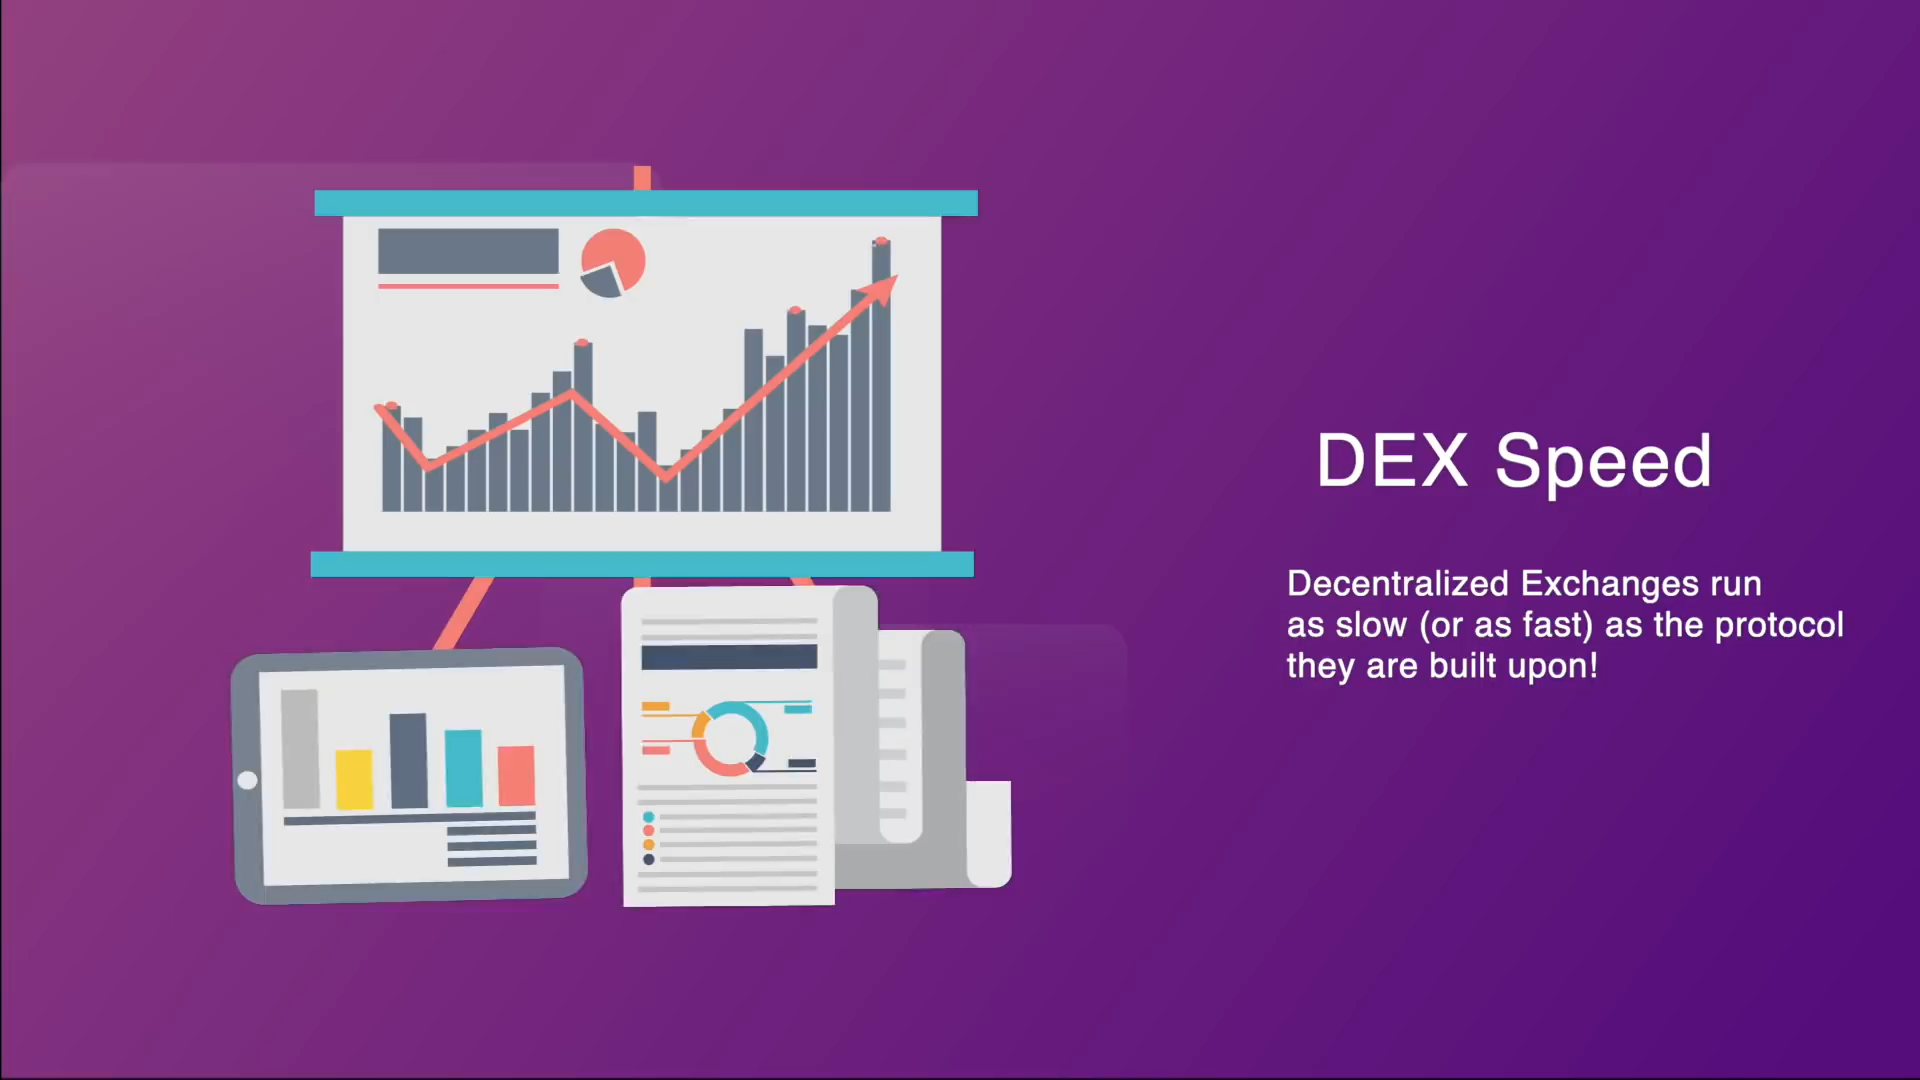 DEX Speed
Decentralized Exchanges run
as slow (or as fast) as the protocol
they are built upon!